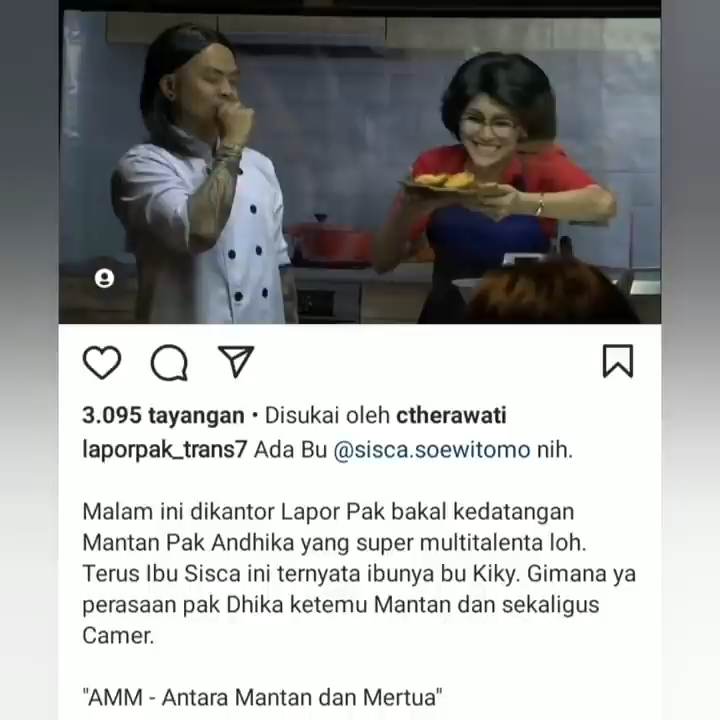 3.095 tayangan • Disukai oleh ctherawati
laporpak_trans7 Ada Bu @sisca.soewitomo nih.
Malam ini dikantor Lapor Pak bakal kedatangan
Mantan Pak Andhika yang super multitalenta loh.
Terus Ibu Sisca ini ternyata ibunya bu Kiky. Gimana ya
perasaan pak Dhika ketemu Mantan dan sekaligus
Camer.
"AMM - Antara Mantan dan Mertua"